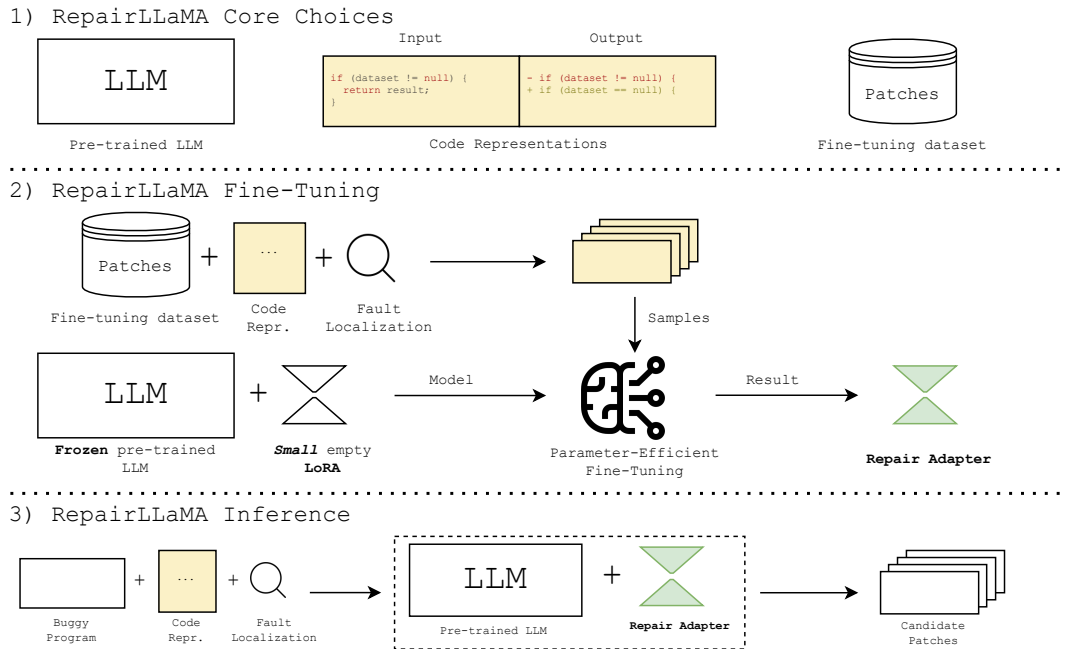 1) RepairLLaMA Core Choices
Input
Output
LLM
if (dataset != null) {
return result;
}
- if (dataset != null) {
+ if (dataset == null) {
Patches
Pre-trained LLM
Code Representations
Fine-tuning dataset
2) RepairLLaMA Fine-Tuning
Patches
+
...
+
Fine-tuning dataset
Code
Repr.
Fault
Localization
Samples
LLM
+
Model
Result
Frozen pre-trained
LLM
Small empty
LoRA
Parameter-Efficient
Fine-Tuning
Repair Adapter
3) RepairLLaMA Inference
+
...
+
LLM
+
Buggy
Program
Code
Repr.
Fault
Localization
Pre-trained LLM
Repair Adapter
Candidate
Patches